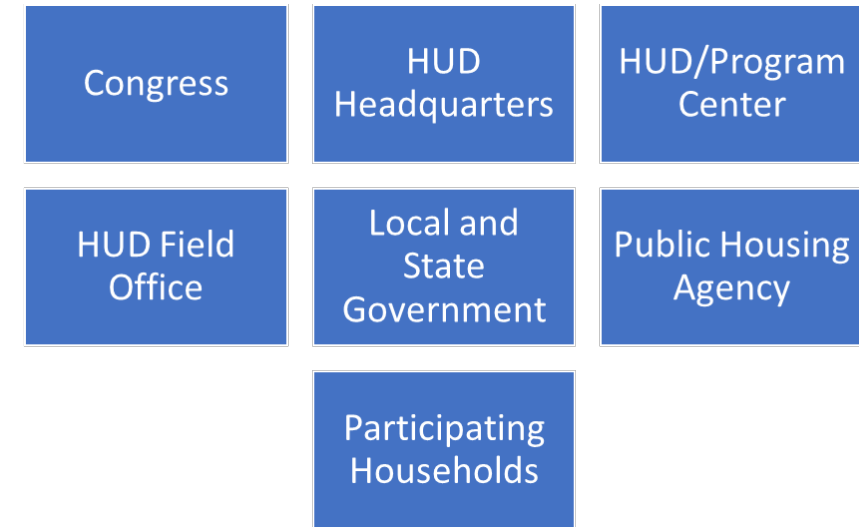 Congress
HUD
Headquarters
HUD/Program
Center
HUD Field
Office
Local and
State
Government
Public Housing
Agency
Participating
Households